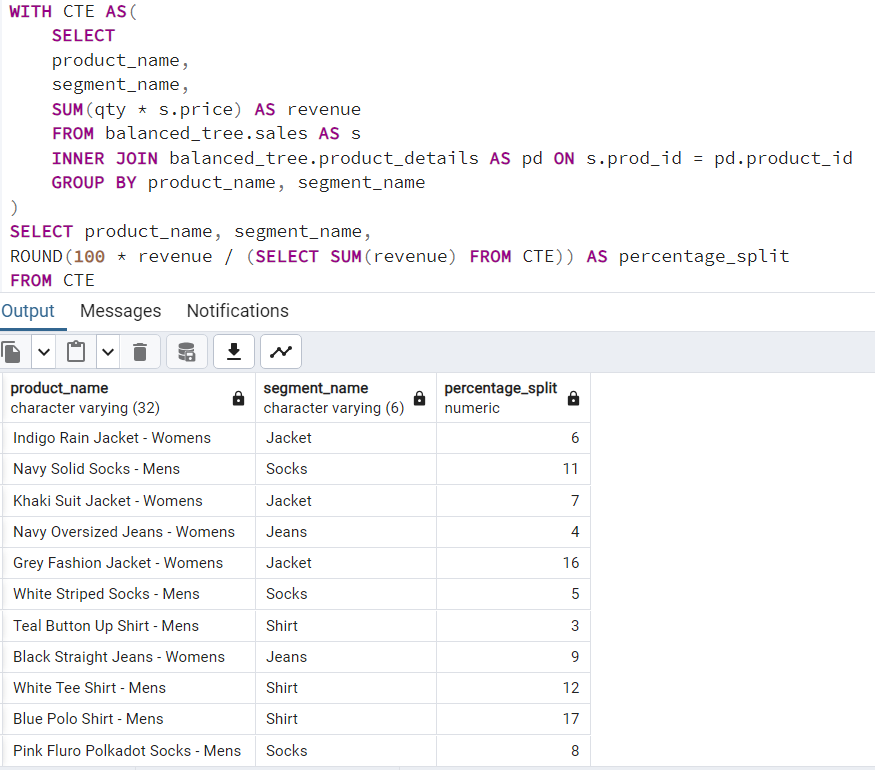 WITH CTE AS(
SELECT
product_name,
segment_name,
SUM(qty * s.price) AS revenue
FROM balanced_tree.sales AS s
INNER JOIN balanced_tree.product_details AS pd ON s.prod_id = pd.product_id
GROUP BY product_name, segment_name
)
SELECT product_name, segment_name,
ROUND(100 * revenue / (SELECT SUM(revenue) FROM CTE)) AS percentage_split
FROM CTE
Output Messages Notifications
product_name segment_name percentage_split
character varying (32) character varying (6) numeric
Indigo Rain Jacket - Womens Jacket 6
Navy Solid Socks - Mens Socks 11
Khaki Suit Jacket - Womens Jacket 7
Navy Oversized Jeans - Womens Jeans 4
Grey Fashion Jacket - Womens Jacket 16
White Striped Socks - Mens Socks 5
Teal Button Up Shirt - Mens Shirt 3
Black Straight Jeans - Womens Jeans 9
White Tee Shirt - Mens Shirt 12
Blue Polo Shirt - Mens Shirt 17
Pink Fluro Polkadot Socks - Mens Socks 8